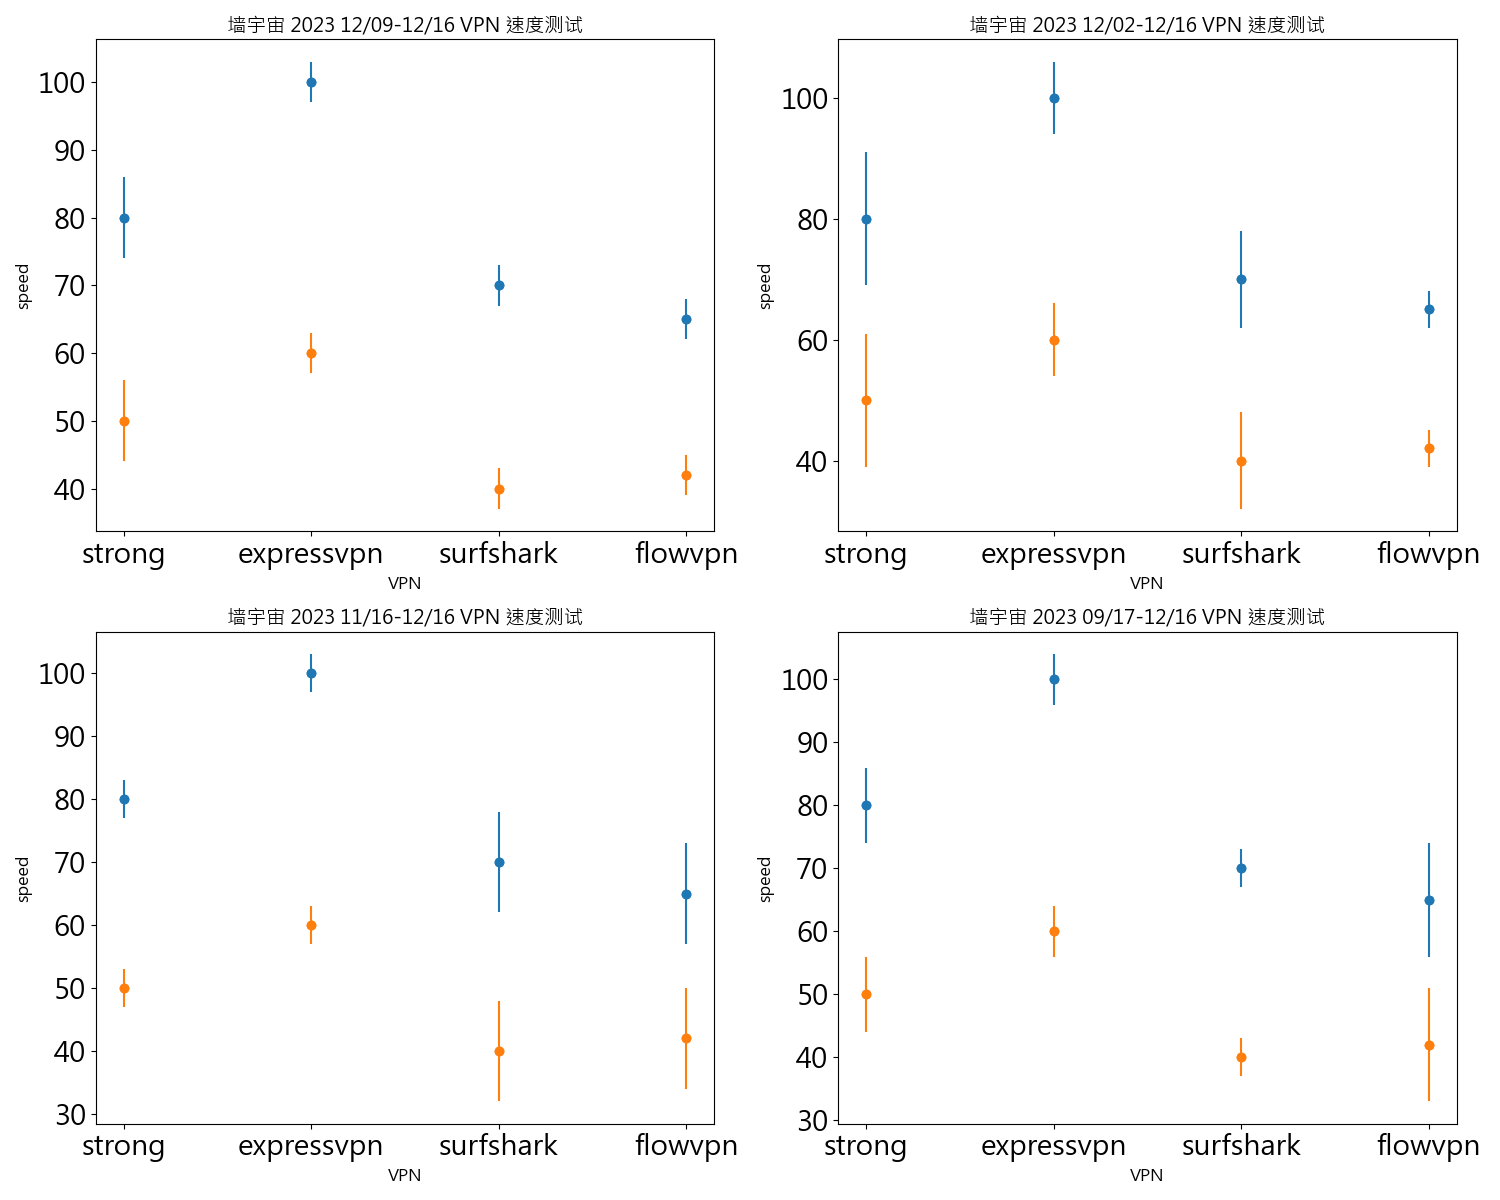 墙宇宙 2023 12/09-12/16 VPN 速度测试
100
90
80
70
60
50
40
speed
strong expressvpn surfshark flowvpn
VPN
墙宇宙 2023 12/02-12/16 VPN 速度测试
100
80
60
40
speed
strong expressvpn surfshark flowvpn
VPN
墙宇宙 2023 11/16-12/16 VPN 速度测试
100
90
80
70
60
50
40
30
speed
strong expressvpn surfshark flowvpn
VPN
墙宇宙 2023 09/17-12/16 VPN 速度测试
100
90
80
70
60
50
40
30
speed
strong expressvpn surfshark flowvpn
VPN